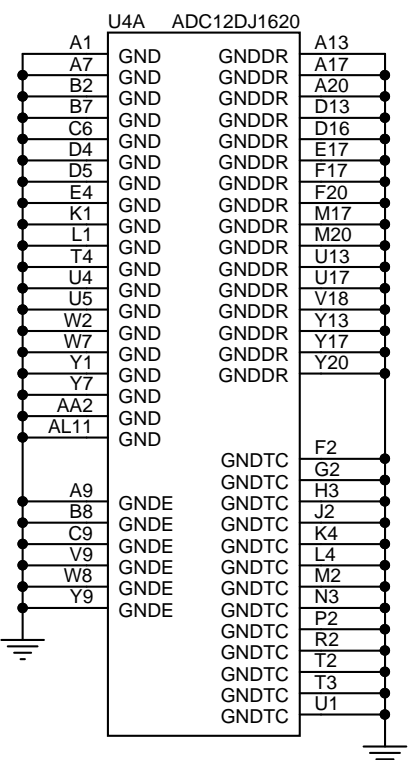 U4A ADC12DJ1620
A1 GND GNDDR A13
A7 GND GNDDR A17
B2 GND GNDDR A20
B7 GND GNDDR D13
C6 GND GNDDR D16
D4 GND GNDDR E17
D5 GND GNDDR F17
E4 GND GNDDR F20
K1 GND GNDDR M17
L1 GND GNDDR M20
T4 GND GNDDR U13
U4 GND GNDDR U17
U5 GND GNDDR V18
W2 GND GNDDR Y13
W7 GND GNDDR Y17
Y1 GND GNDDR Y20
Y7 GND
AA2 GND
AL11 GND
GNDTC F2
GNDTC G2
A9 GNDE GNDTC H3
B8 GNDE GNDTC J2
C9 GNDE GNDTC K4
V9 GNDE GNDTC L4
W8 GNDE GNDTC M2
Y9 GNDE GNDTC N3
GNDTC P2
GNDTC R2
GNDTC T2
GNDTC T3
GNDTC U1